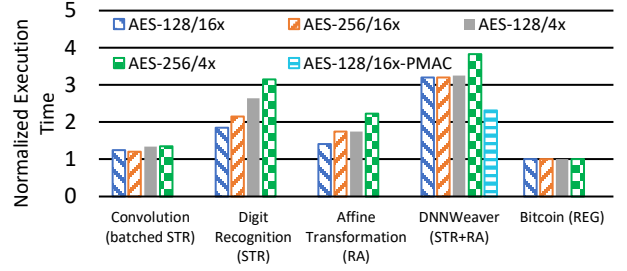 Normalized Execution
Time
5
4
3
2
1
0
AES-128/16x
AES-256/16x
AES-128/4x
AES-256/4x
AES-128/16x-PMAC
Convolution
(batched STR)
Digit
Recognition
(STR)
Affine
Transformation
(RA)
DNNWeaver
(STR+RA)
Bitcoin (REG)